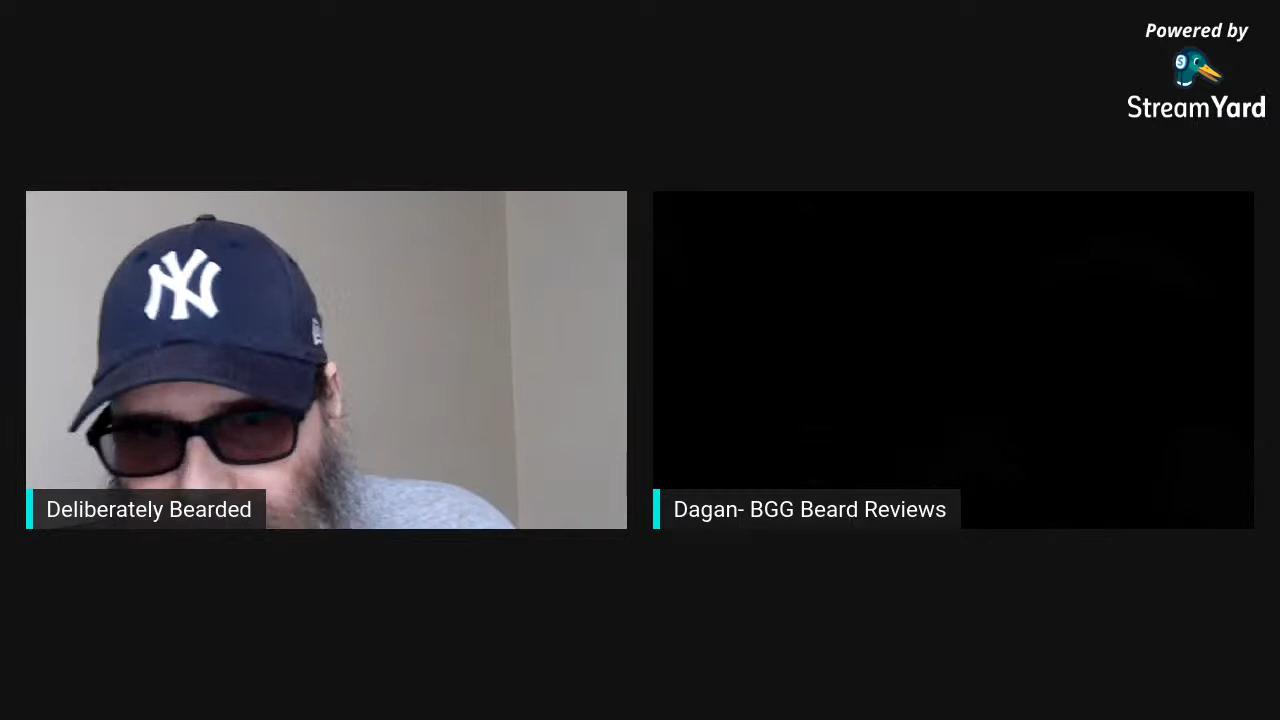 Powered by
S
StreamYard
NY
Deliberately Bearded
Dagan- BGG Beard Reviews